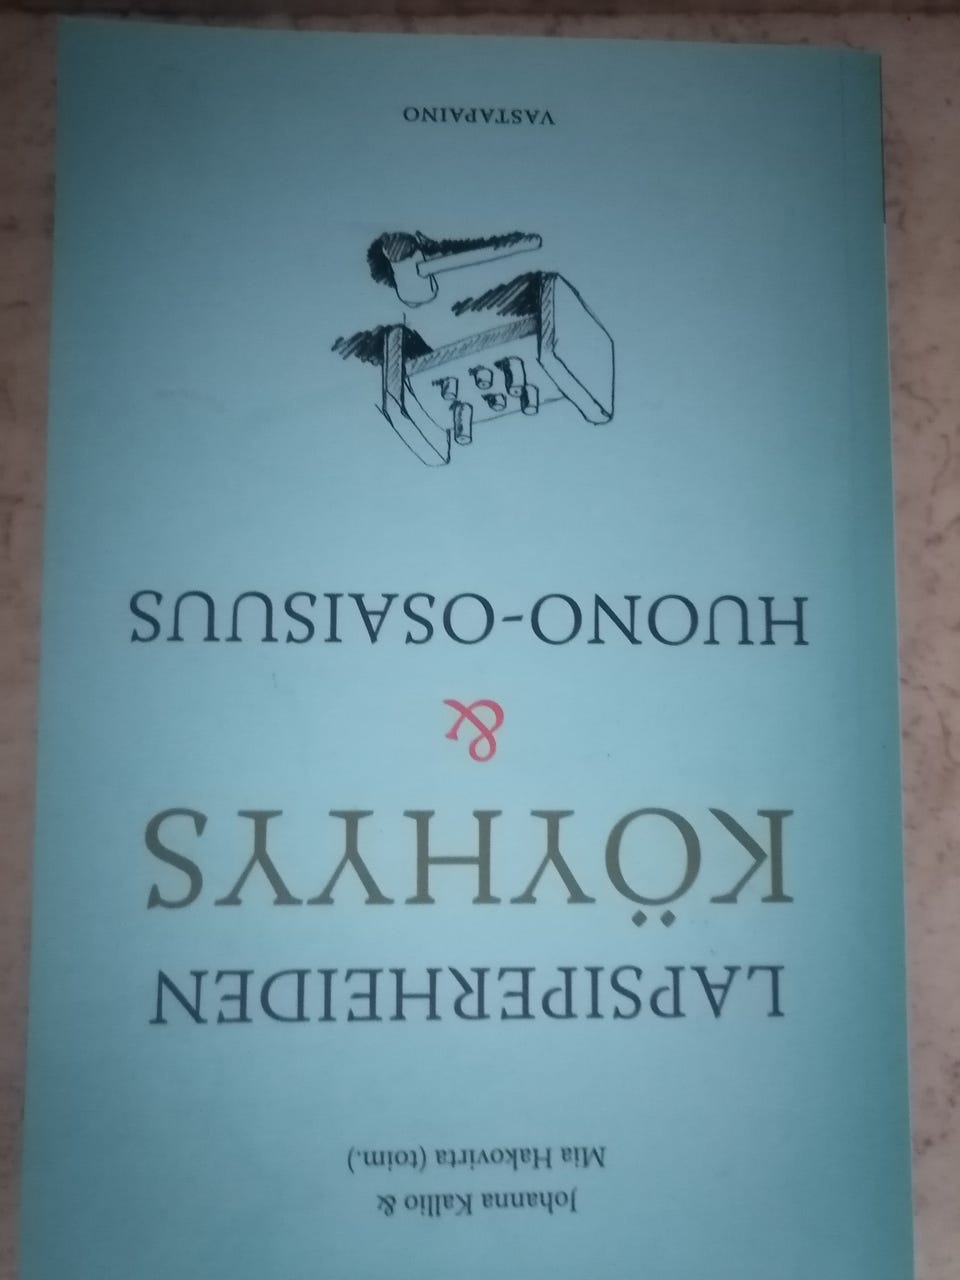 Johanna Kallio &
Mia Hakovirta (toim.)
LAPSIPERHEIDEN
KÖYHYYS
&
HUONO-OSAISUUS
VASTAPAINO